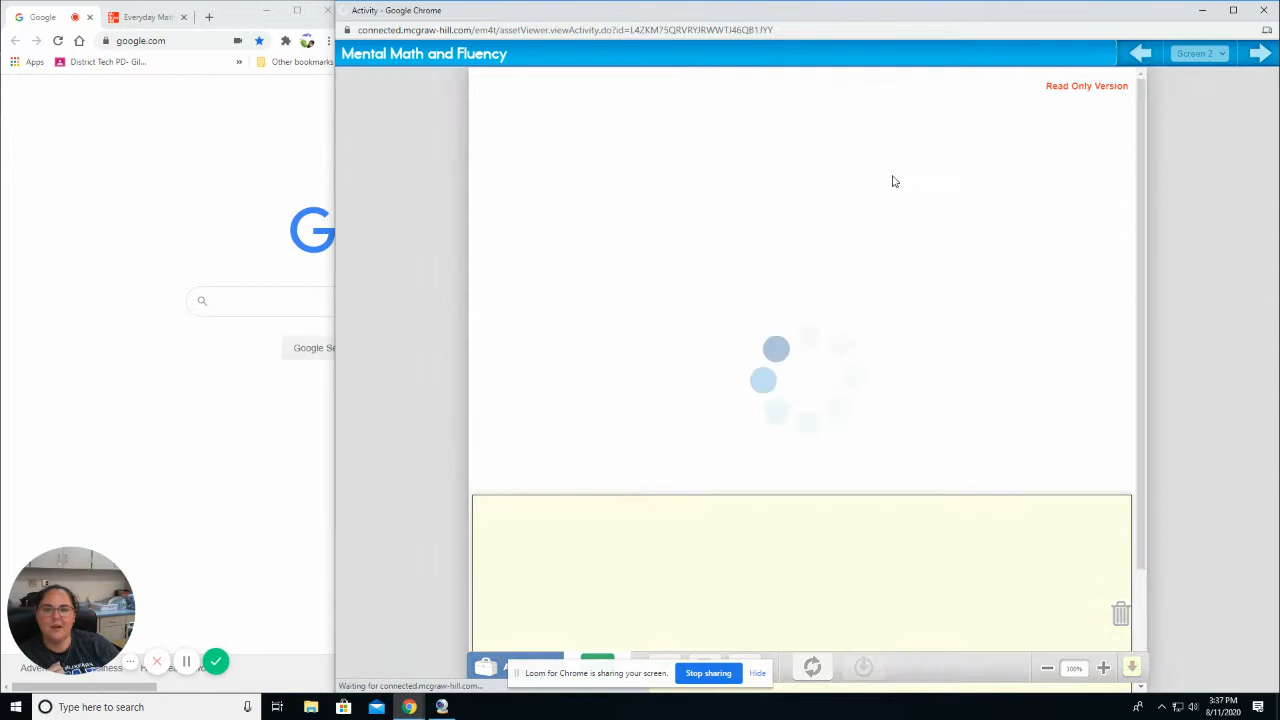 Google
Everyday Mat
Activity - Google Chrome
google.com
connected.mcgraw-hill.com/em4t/assetViewer.viewActivity.do?id=L4ZKM75QRVRYJRWWTJ46QB1JYY
Apps
District Tech PD- Gil...
»
Other bookmarks
Mental Math and Fluency
Screen 2
Read Only Version
G
Google Se
Loom for Chrome is sharing your screen.
Stop sharing
Hide
100%
Waiting for connected.mcgraw-hill.com...
Type here to search
3:37 PM
8/11/2020